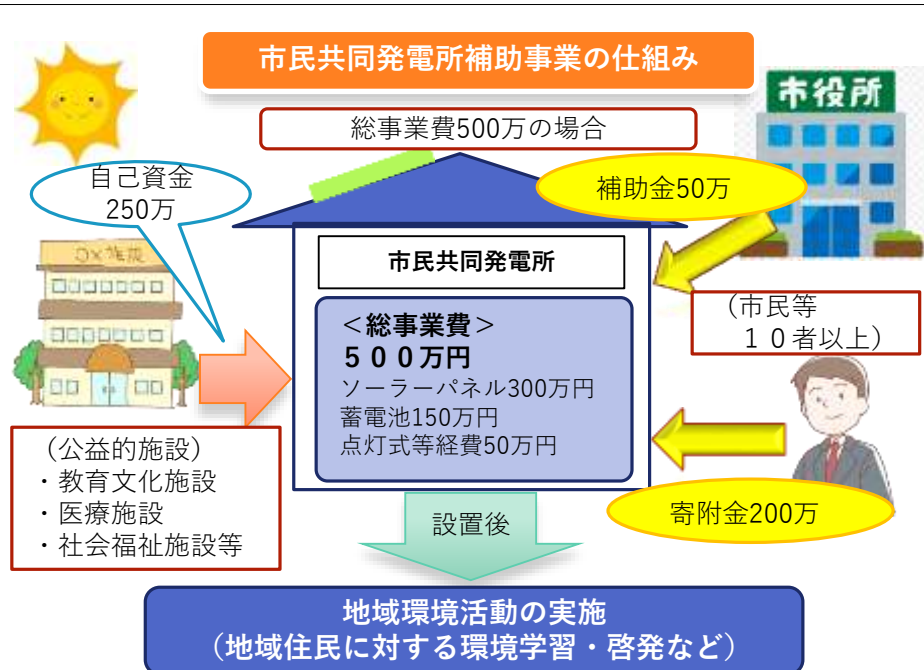 市民共同発電所補助事業の仕組み
市役所
総事業費500万の場合
自己資金
250万
補助金50万
○×施設
市民共同発電所
(市民等
10者以上)
<総事業費>
500万円
ソーラーパネル300万円
蓄電池150万円
点灯式等経費50万円
(公益的施設)
・教育文化施設
・医療施設
・社会福祉施設等
寄附金200万
設置後
地域環境活動の実施
(地域住民に対する環境学習・啓発など)